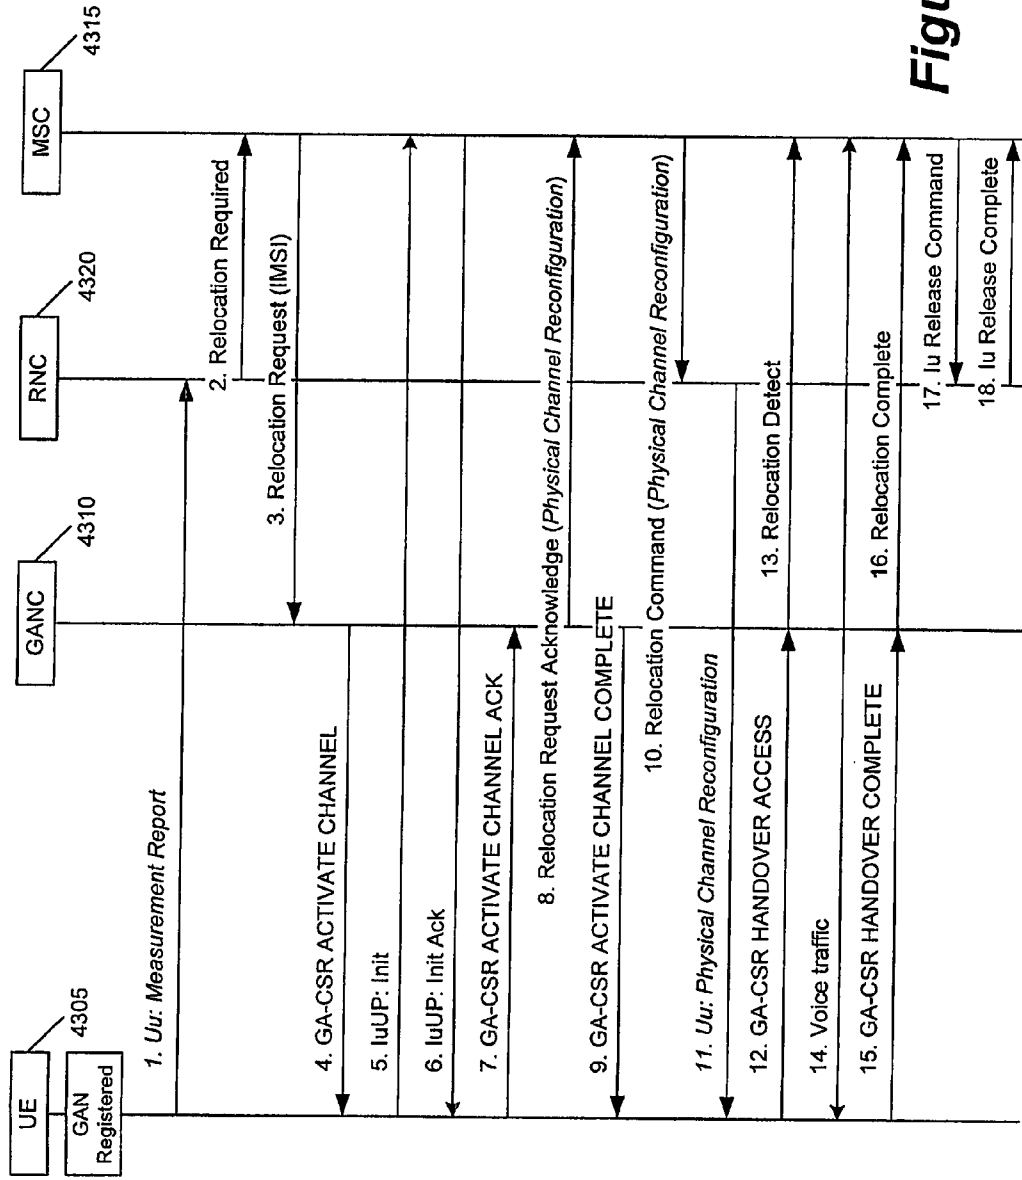 UE
4305
GAN
Registered
GANC
4310
RNC
4320
MSC
4315
1. Uu: Measurement Report
2. Relocation Required
3. Relocation Request (IMSI)
4. GA-CSR ACTIVATE CHANNEL
5. IuUP: Init
6. IuUP: Init Ack
7. GA-CSR ACTIVATE CHANNEL ACK
8. Relocation Request Acknowledge (Physical Channel Reconfiguration)
9. GA-CSR ACTIVATE CHANNEL COMPLETE
10. Relocation Command (Physical Channel Reconfiguration)
11. Uu: Physical Channel Reconfiguration
12. GA-CSR HANDOVER ACCESS
13. Relocation Detect
14. Voice traffic
15. GA-CSR HANDOVER COMPLETE
16. Relocation Complete
17. Iu Release Command
18. Iu Release Complete